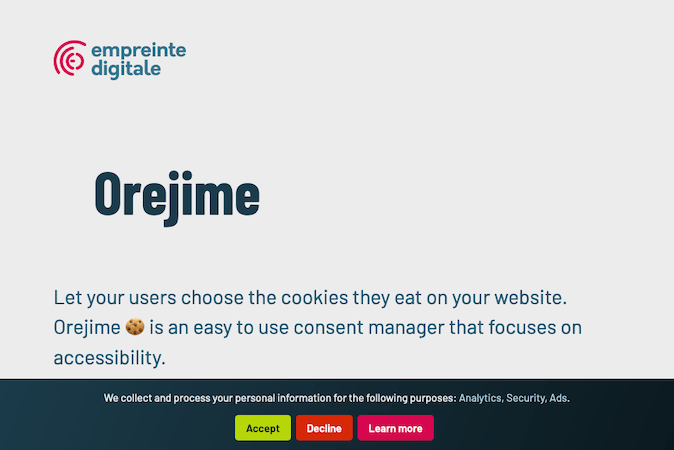 empreinte
digitale
Orejime
Let your users choose the cookies they eat on your website.
Orejime 🍪 is an easy to use consent manager that focuses on
accessibility.
We collect and process your personal information for the following purposes: Analytics, Security, Ads.
Accept Decline Learn more